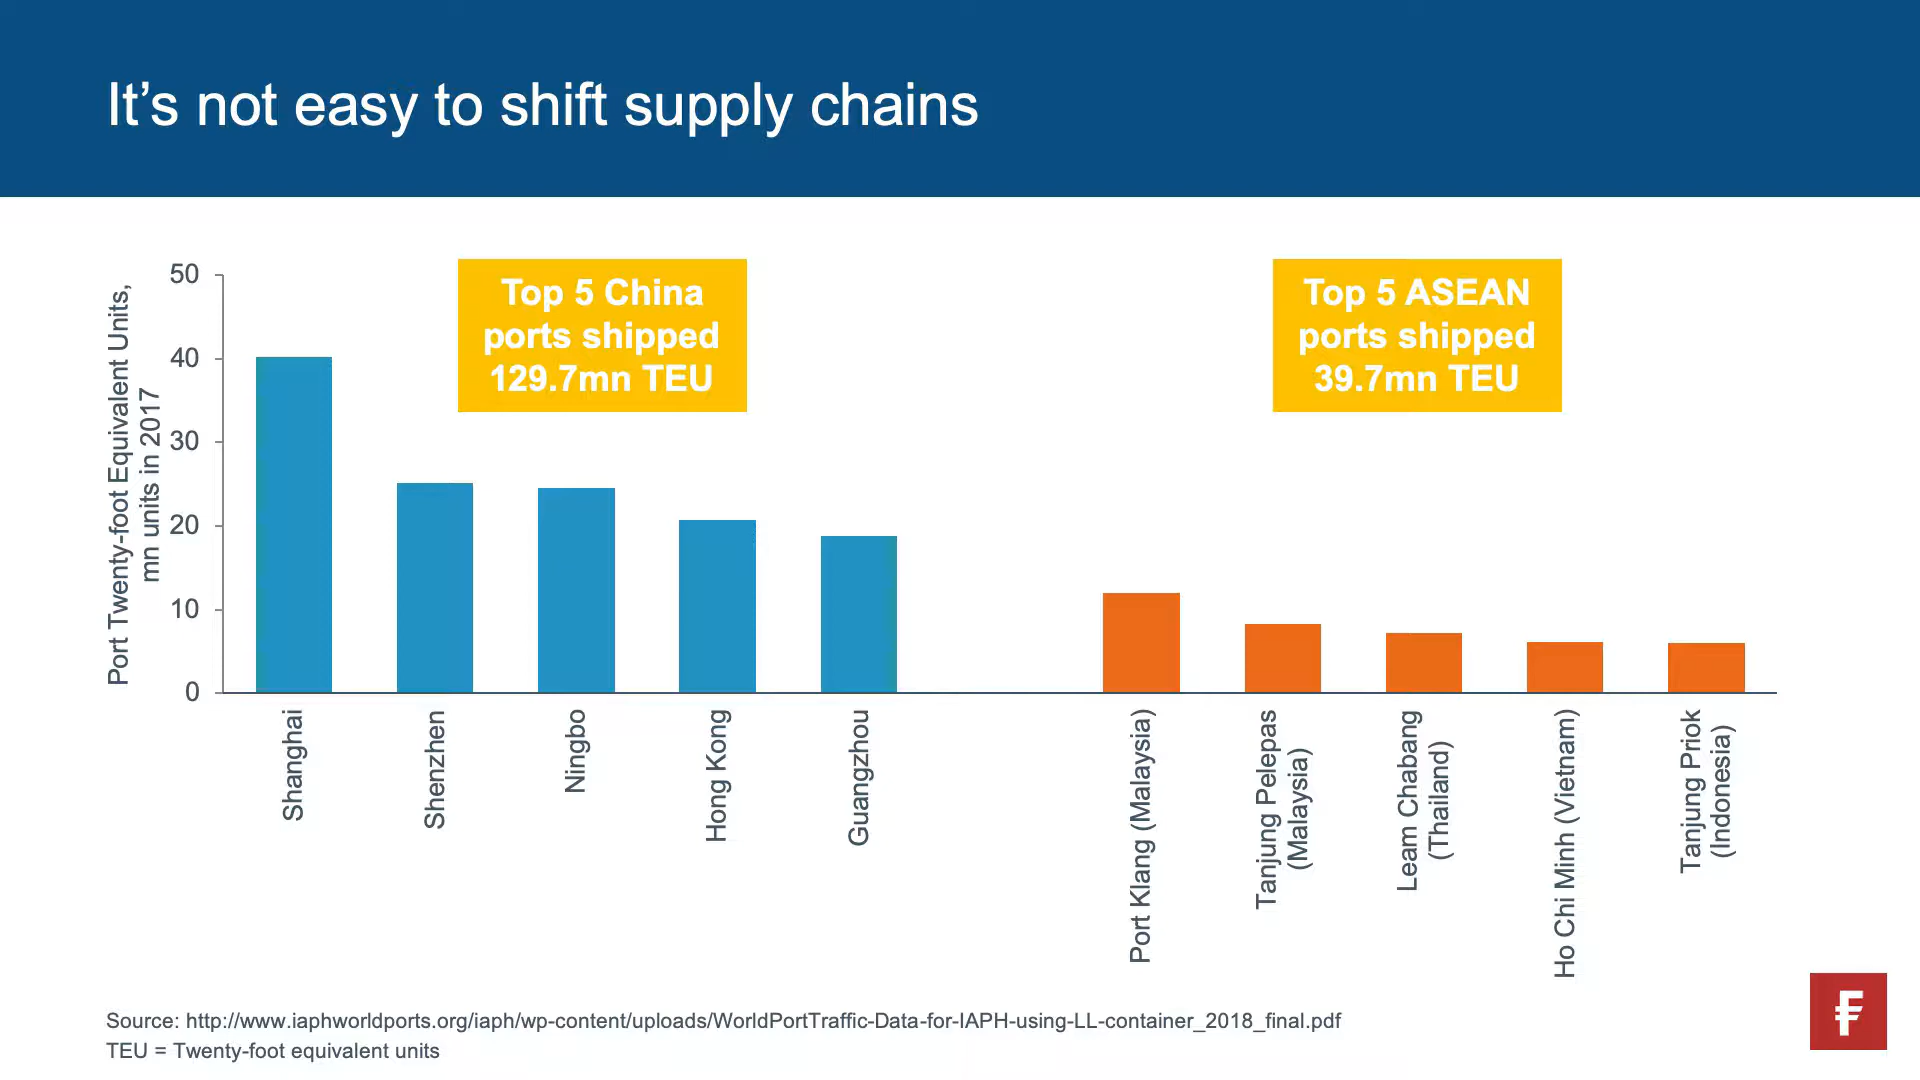 It’s not easy to shift supply chains
Port Twenty-foot Equivalent Units,
mn units in 2017
50
40
30
20
10
0
Top 5 China
ports shipped
129.7mn TEU
Top 5 ASEAN
ports shipped
39.7mn TEU
Shanghai
Shenzhen
Ningbo
Hong Kong
Guangzhou
Port Klang (Malaysia)
Tanjung Pelepas
(Malaysia)
Leam Chabang
(Thailand)
Ho Chi Minh (Vietnam)
Tanjung Priok
(Indonesia)
Source: http://www.iaphworldports.org/iaph/wp-content/uploads/WorldPortTraffic-Data-for-IAPH-using-LL-container_2018_final.pdf
TEU = Twenty-foot equivalent units